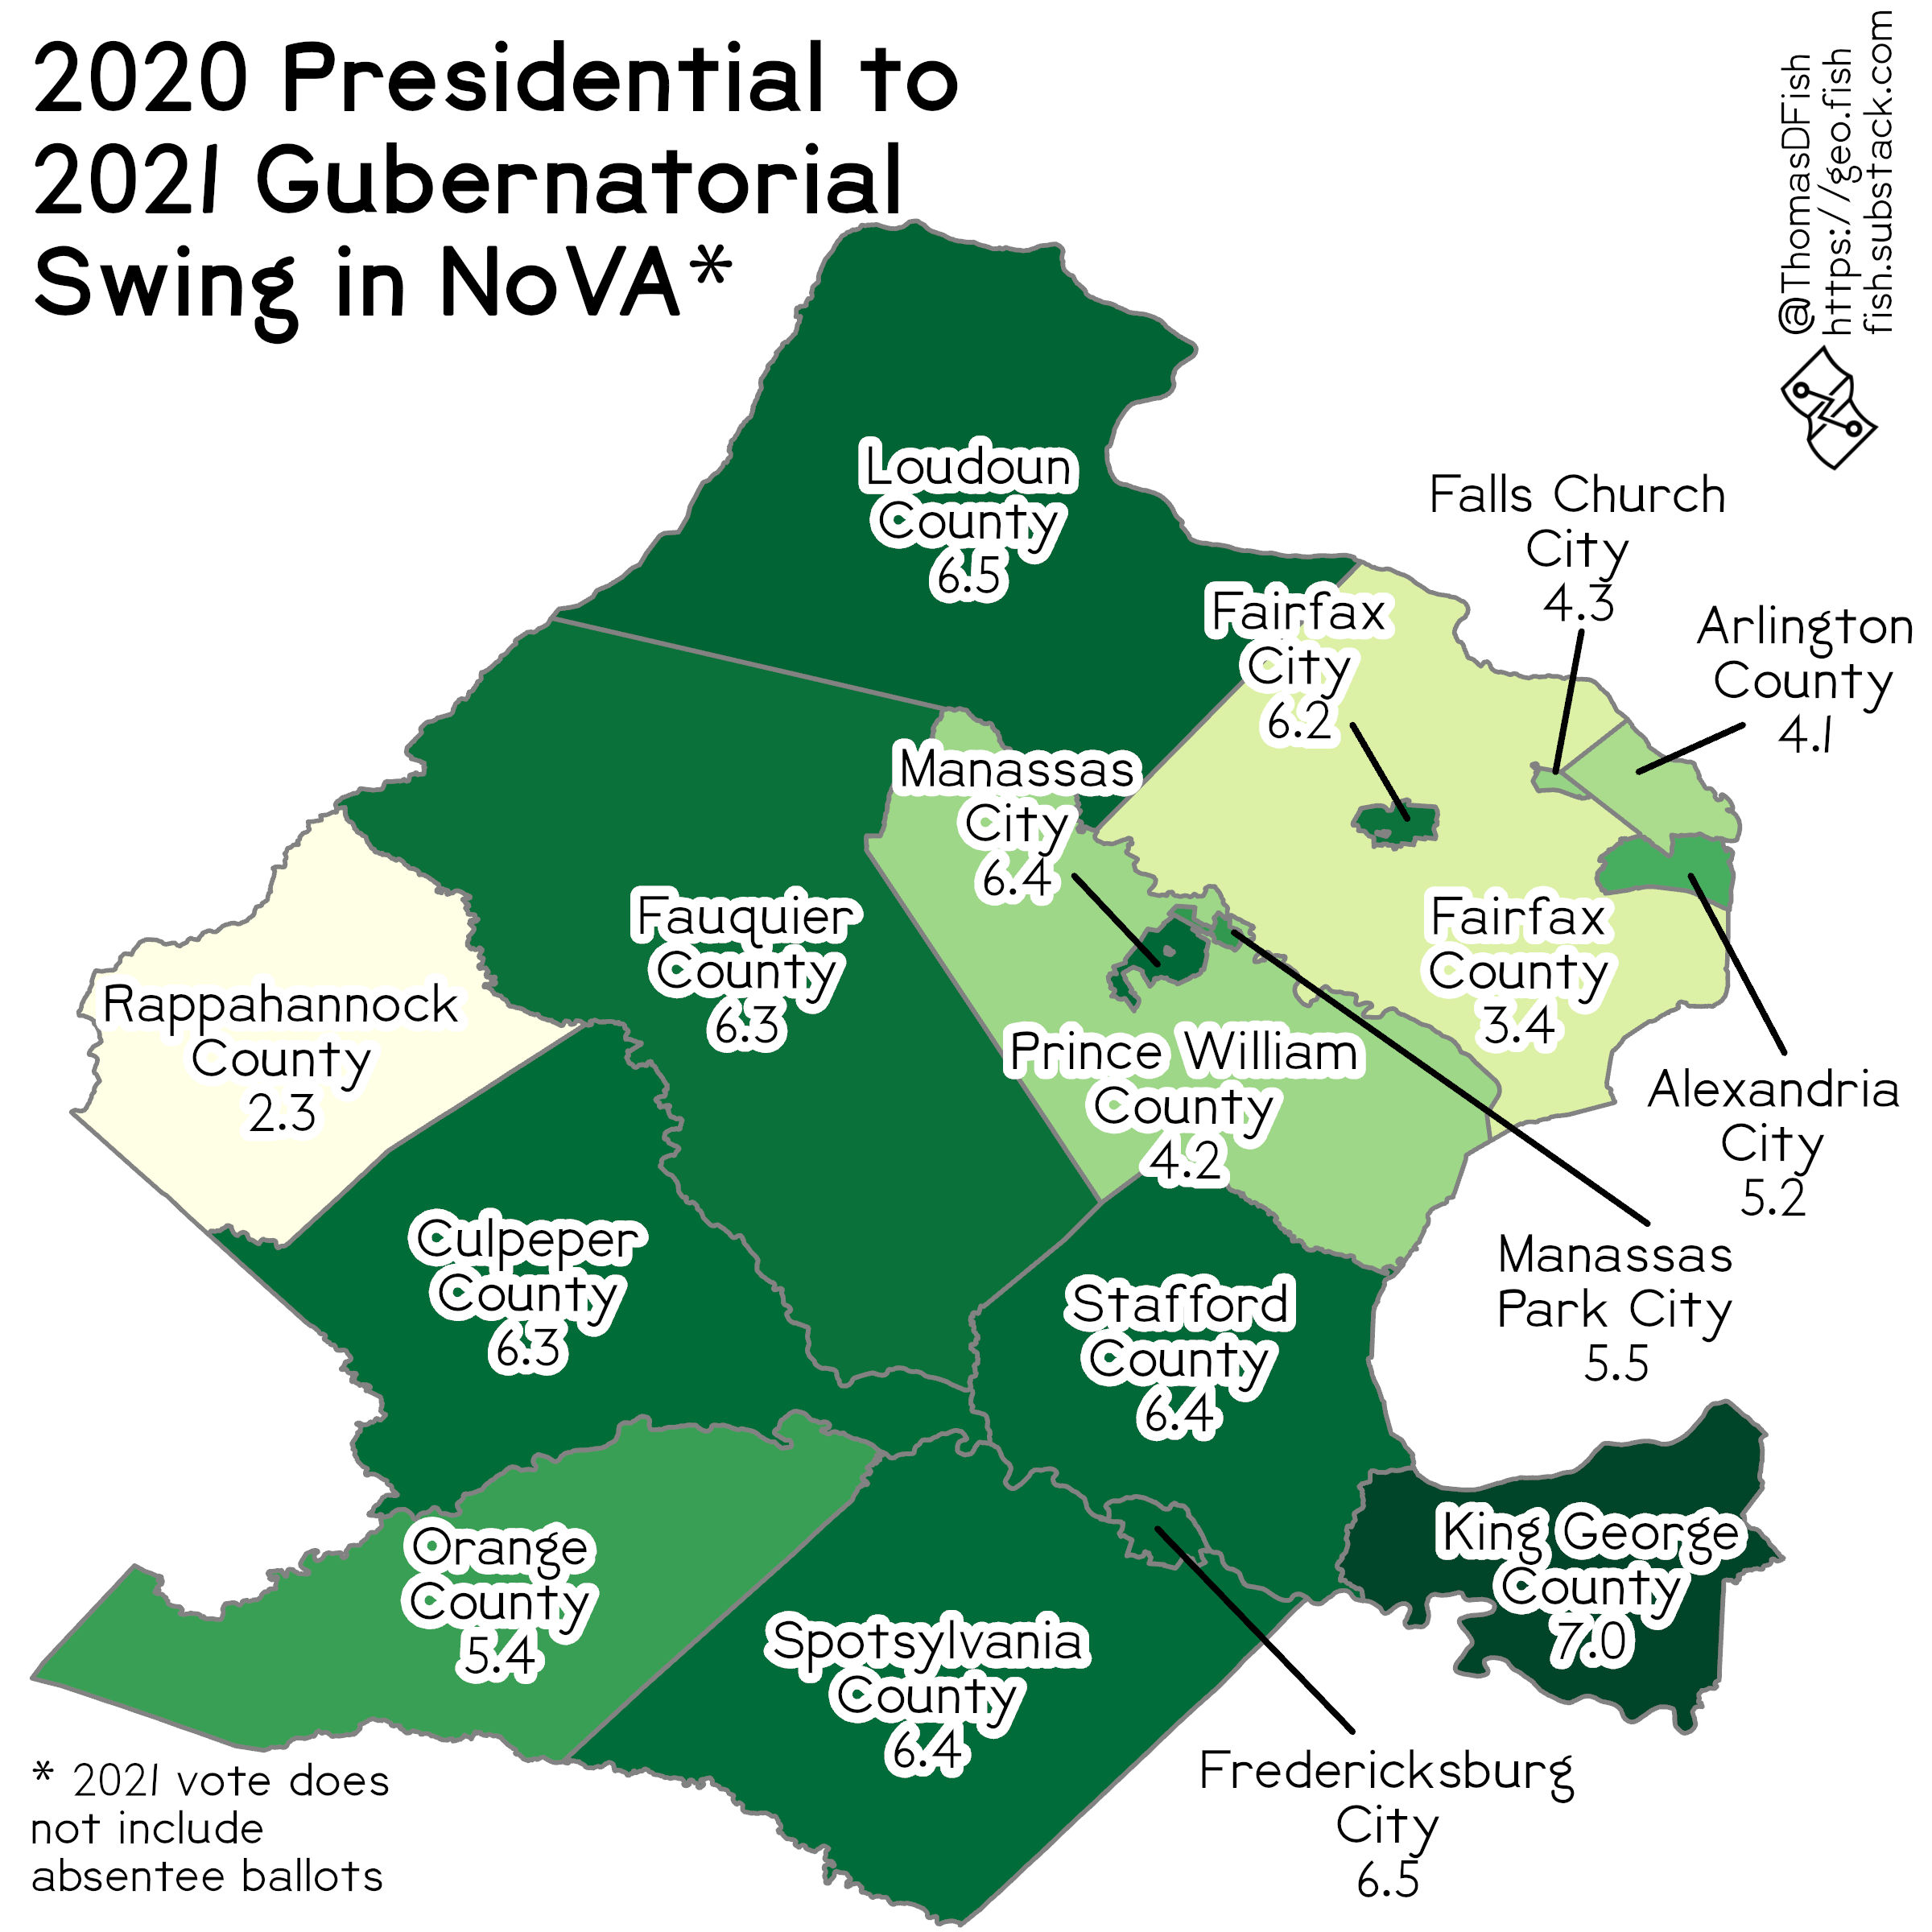 2020 Presidential to
2021 Gubernatorial
Swing in NoVA*
@ThomasDFish
https://geo.fish
fish.substack.com
Loudoun
County
6.5
Falls Church
City
4.3
Fairfax
City
6.2
Arlington
County
4.1
Manassas
City
6.4
Fauquier
County
6.3
Fairfax
County
3.4
Rappahannock
County
2.3
Prince William
County
4.2
Alexandria
City
5.2
Culpeper
County
6.3
Stafford
County
6.4
Manassas
Park City
5.5
Orange
County
5.4
King George
County
7.0
Spotsylvania
County
6.4
Fredericksburg
City
6.5
* 2021 vote does
not include
absentee ballots